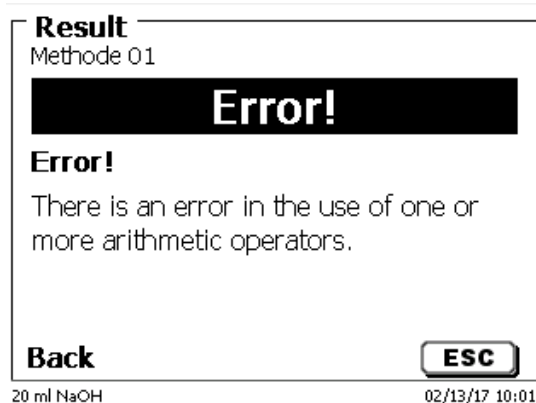 Result
Methode 01
Error!
Error!
There is an error in the use of one or
more arithmetic operators.
Back ESC
20 ml NaOH 02/13/17 10:01